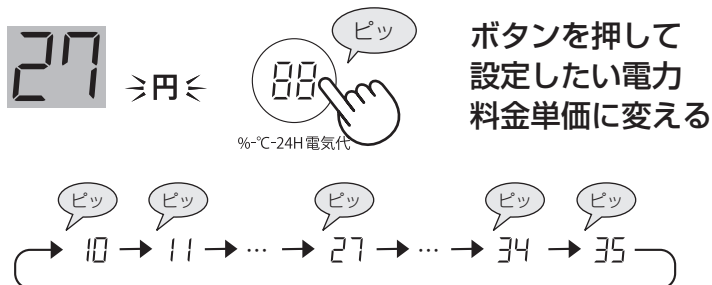 27 円
ピッ
88
%-℃-24H電気代
ボタンを押して
設定したい電力
料金単価に変える
ピッ ピッ ピッ ピッ ピッ
10 → 11 → … → 27 → … → 34 → 35